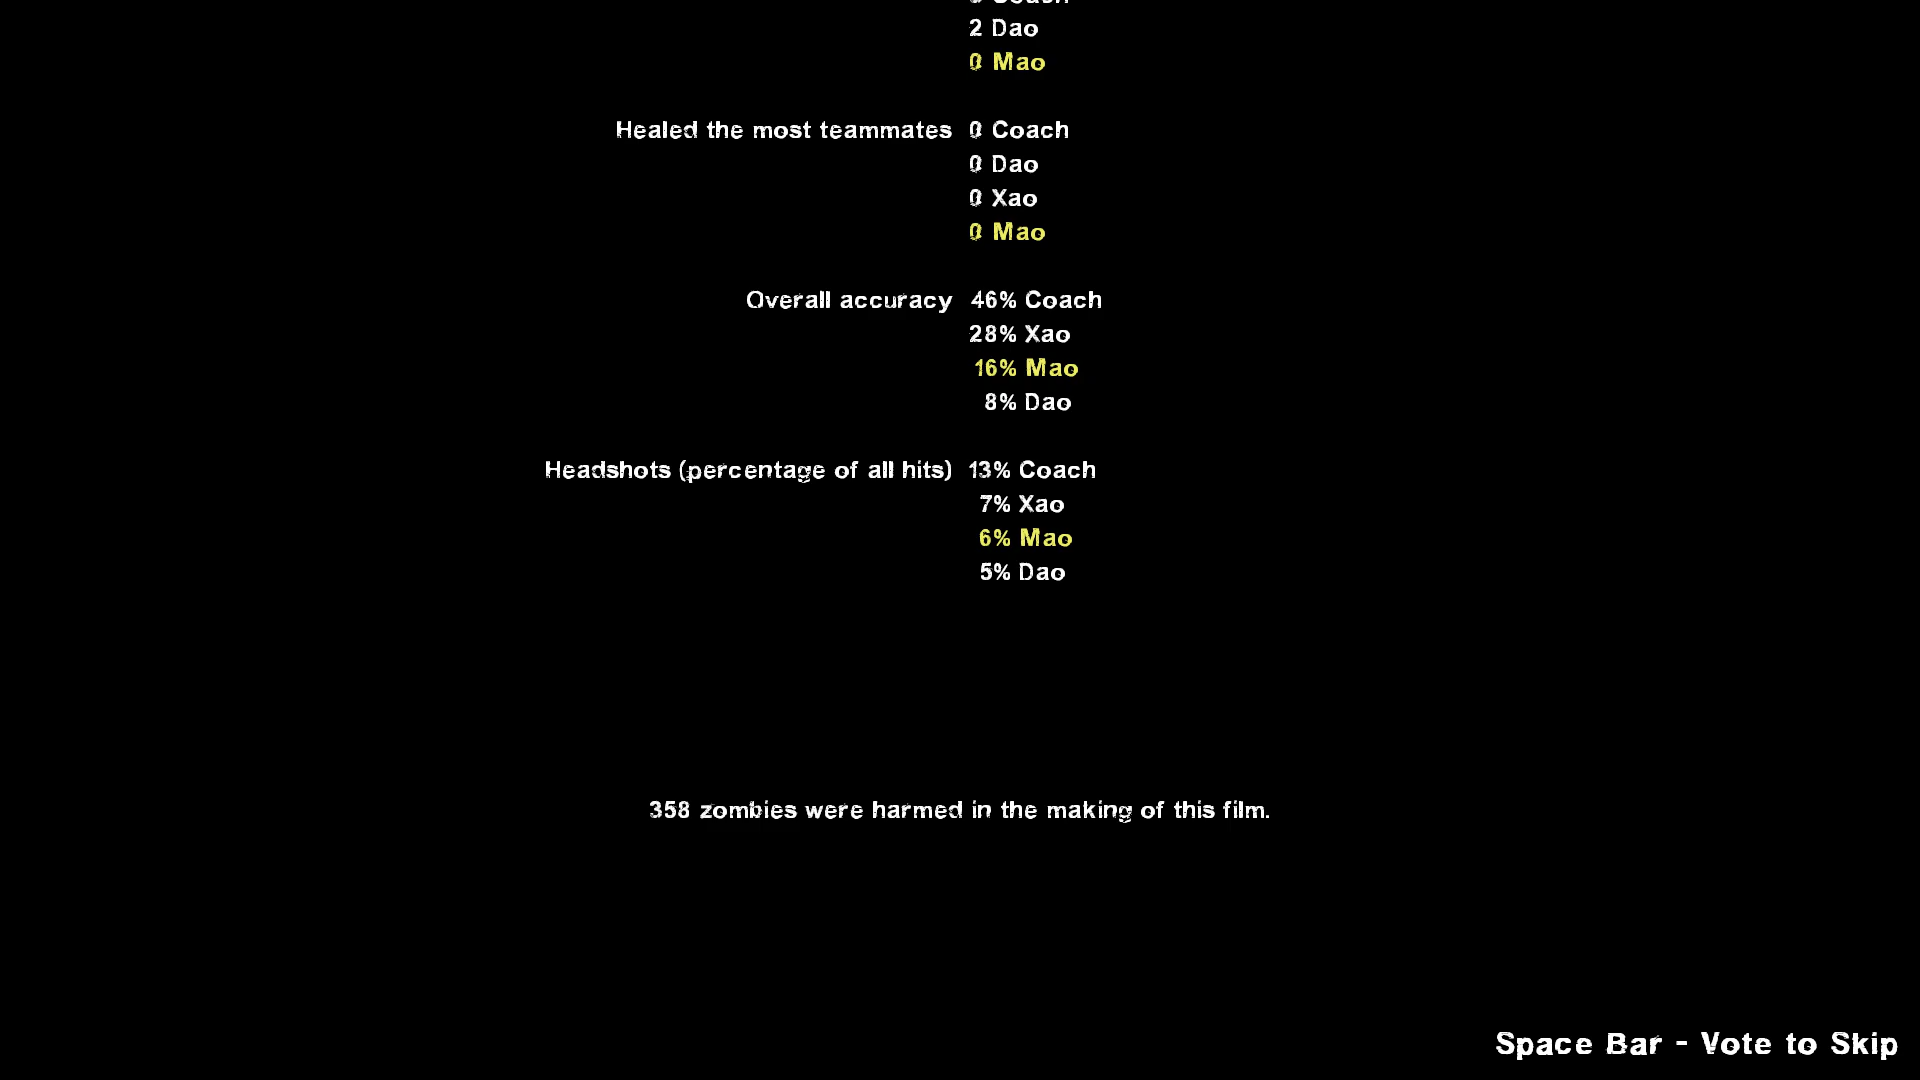 2 Dao
0 Mao
Healed the most teammates 0 Coach
0 Dao
0 Xao
0 Mao
Overall accuracy 46% Coach
28% Xao
16% Mao
8% Dao
Headshots (percentage of all hits) 13% Coach
7% Xao
6% Mao
5% Dao
358 zombies were harmed in the making of this film.
Space Bar - Vote to Skip